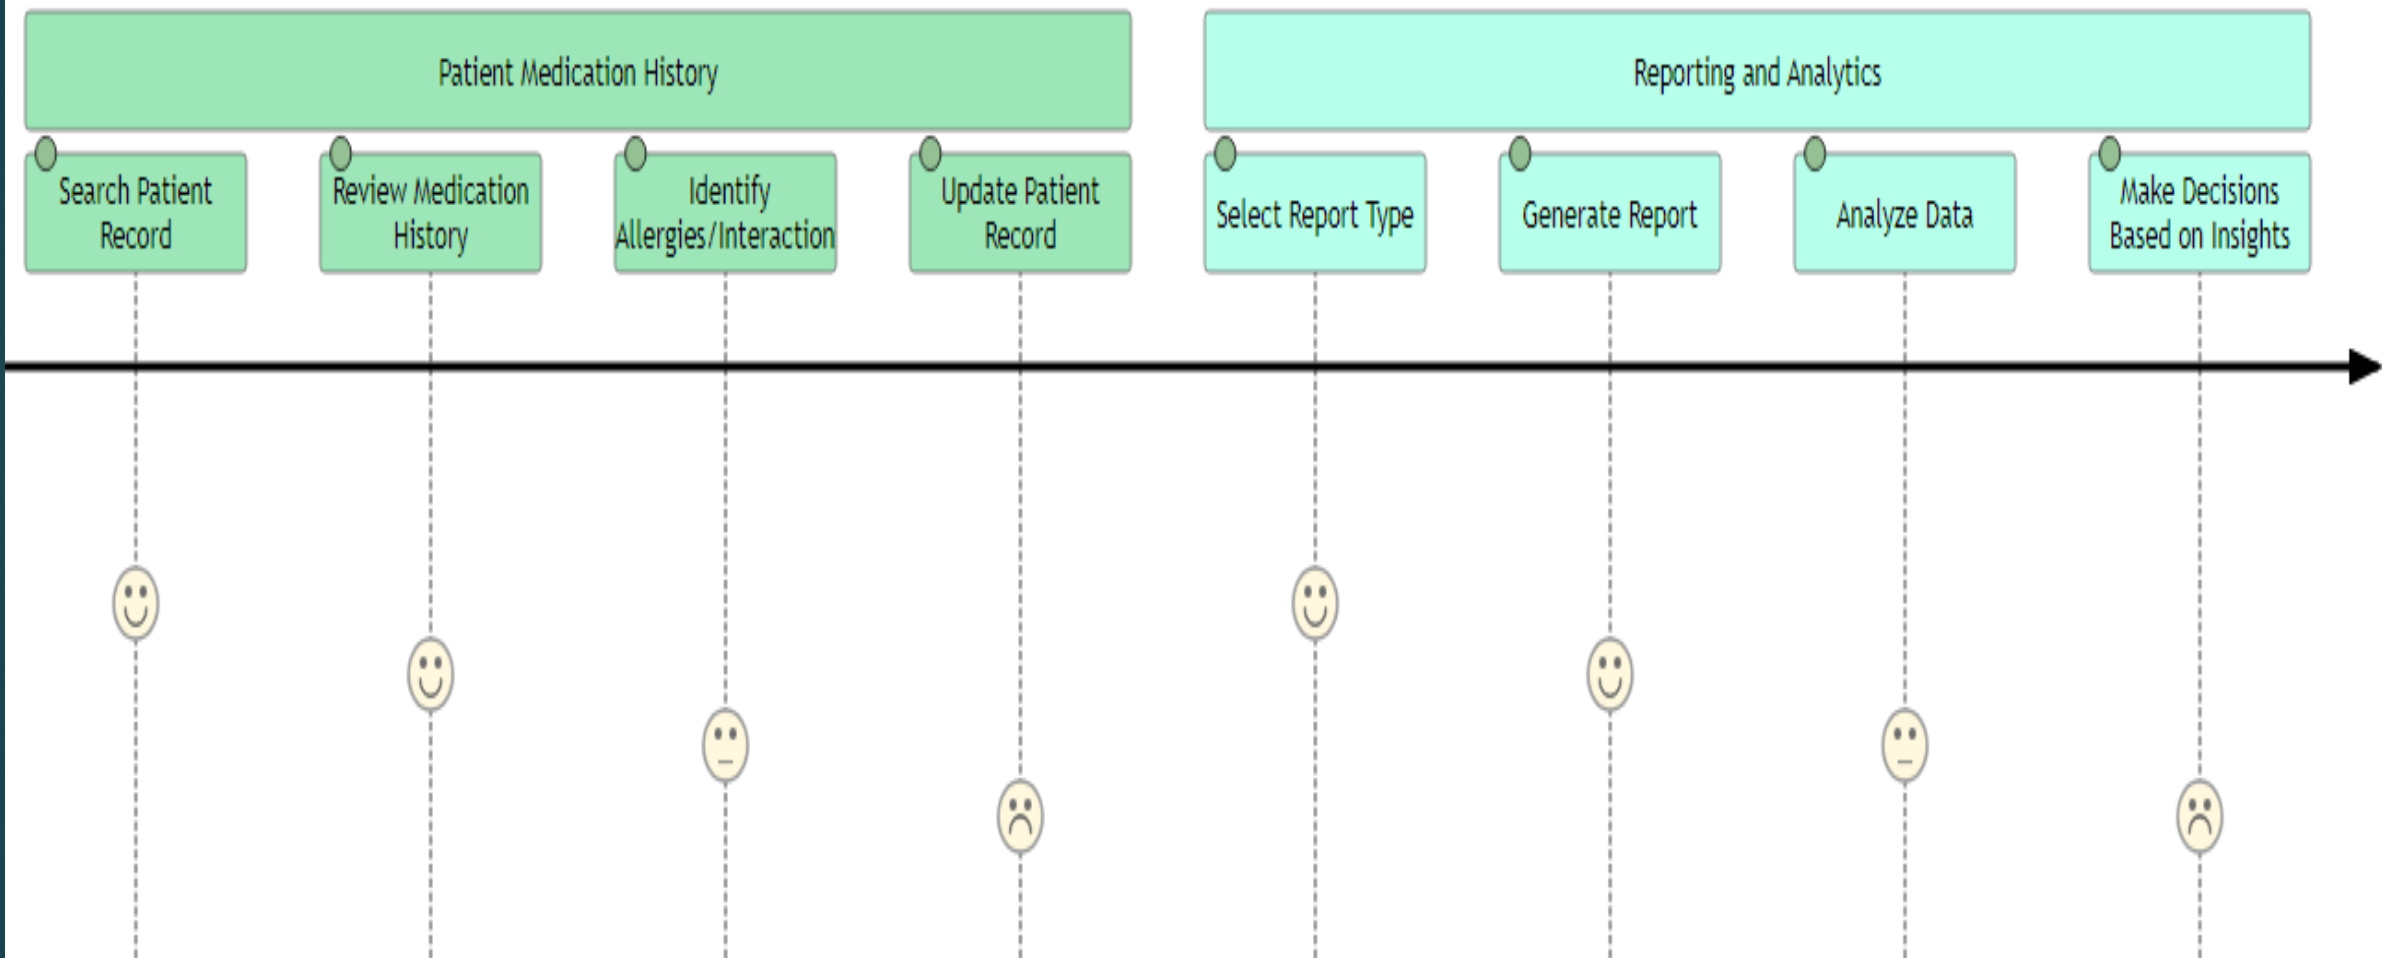 Patient Medication History
Reporting and Analytics
Search Patient
Record
Review Medication
History
Identify
Allergies/Interaction
Update Patient
Record
Select Report Type
Generate Report
Analyze Data
Make Decisions
Based on Insights